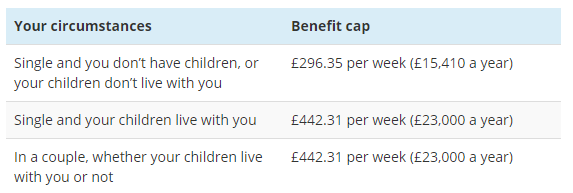 Your circumstances Benefit cap
Single and you don’t have children, or £296.35 per week (£15,410 a year)
your children don’t live with you
Single and your children live with you £442.31 per week (£23,000 a year)
In a couple, whether your children live £442.31 per week (£23,000 a year)
with you or not